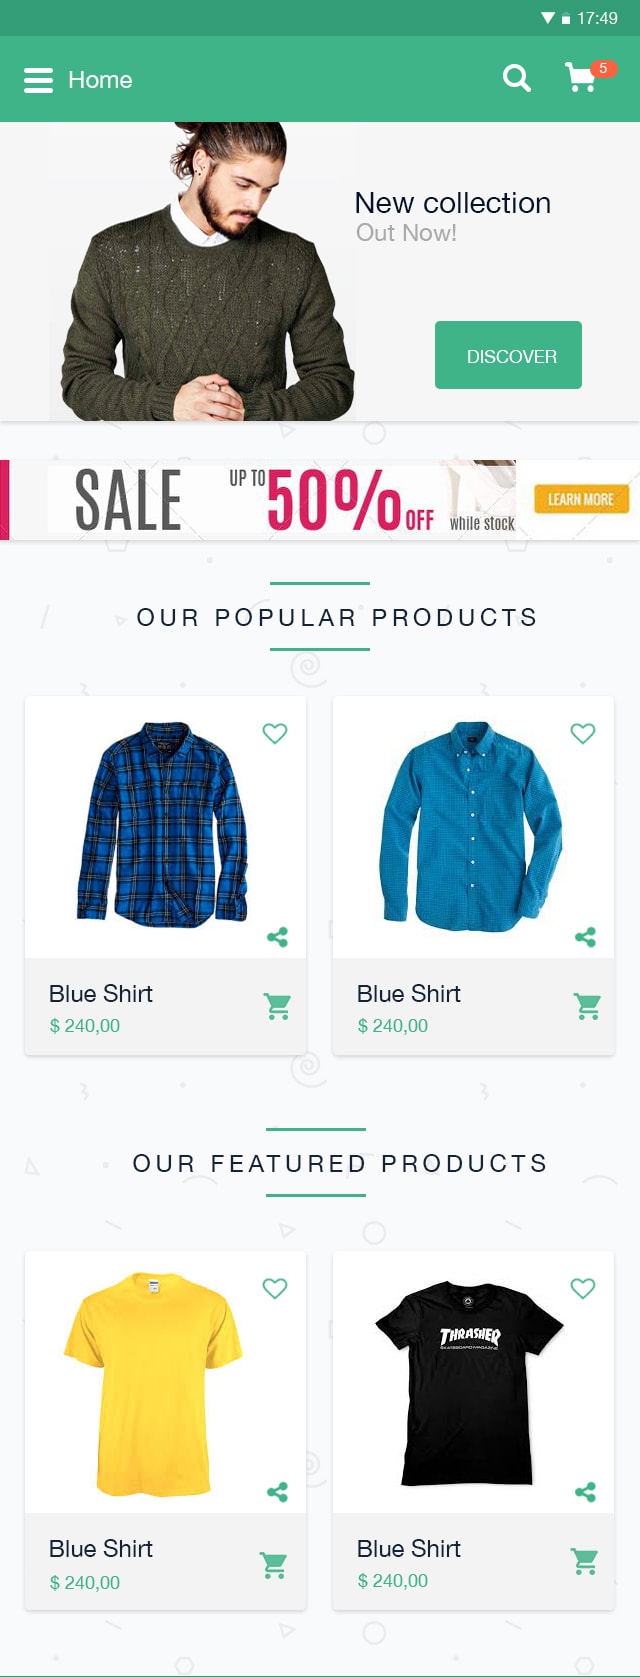 17:49
Home
5
New collection
Out Now!
DISCOVER
SALE UP TO 50% OFF while stock
LEARN MORE
OUR POPULAR PRODUCTS
Blue Shirt
$ 240,00
Blue Shirt
$ 240,00
OUR FEATURED PRODUCTS
THRASHER
SKATEBOARD MAGAZINE
Blue Shirt
$ 240,00
Blue Shirt
$ 240,00